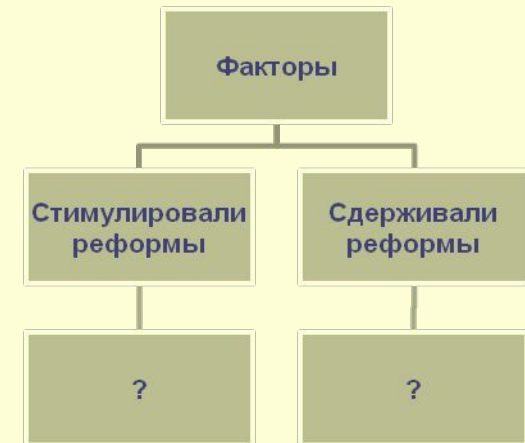 Факторы
Стимулировали
реформы
Сдерживали
реформы
?
?